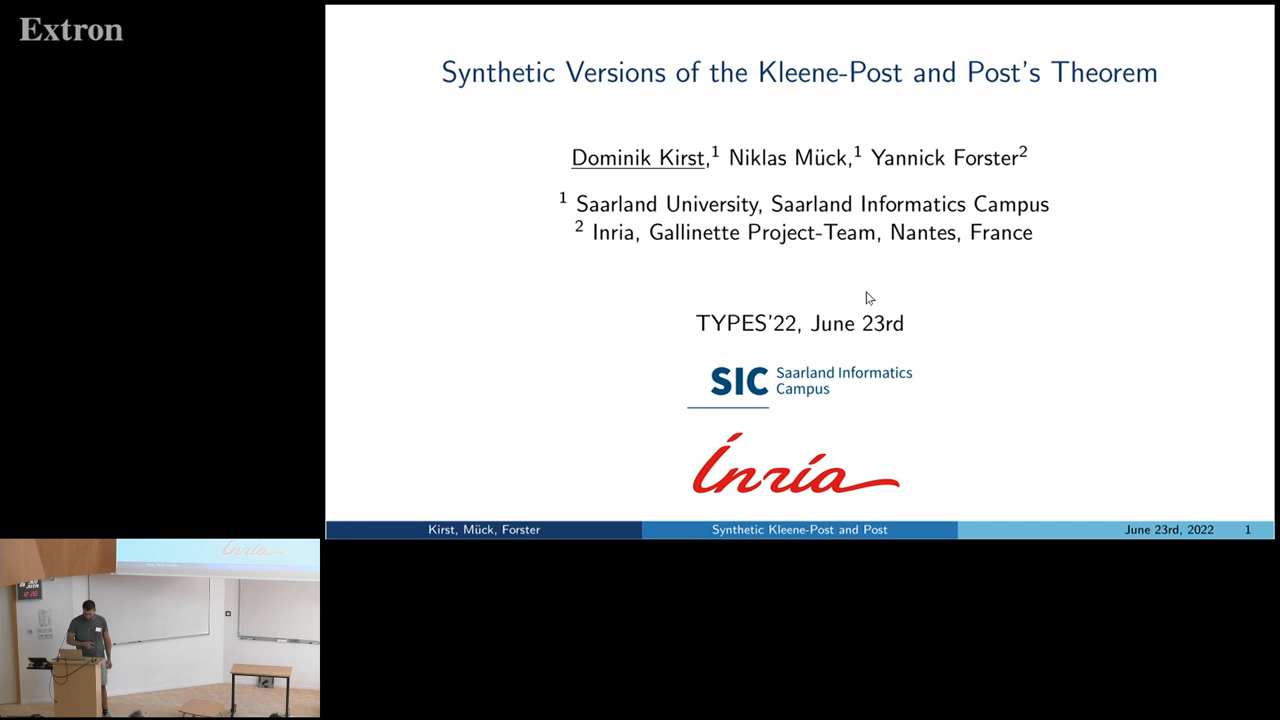 Extron
Synthetic Versions of the Kleene-Post and Post's Theorem
Dominik Kirst,¹ Niklas Mück,¹ Yannick Forster²
¹ Saarland University, Saarland Informatics Campus
² Inria, Gallinette Project-Team, Nantes, France
TYPES'22, June 23rd
SIC Saarland Informatics
Campus
Inria
Kirst, Mück, Forster Synthetic Kleene-Post and Post June 23rd, 2022 1
Inria